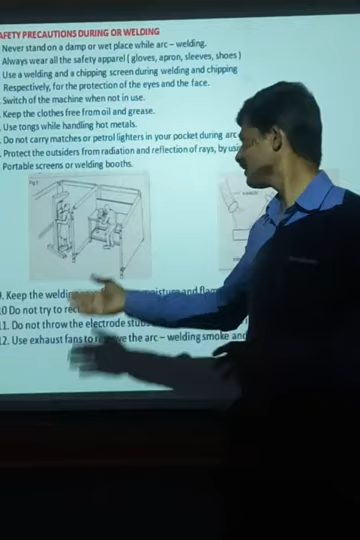 AFETY PRECAUTIONS DURING OR WELDING
Never stand on a damp or wet place while arc – welding.
Always wear all the safety apparel ( gloves, apron, sleeves, shoes )
Use a welding and a chipping screen during welding and chipping
Respectively, for the protection of the eyes and the face.
Switch of the machine when not in use.
Keep the clothes free from oil and grease.
Use tongs while handling hot metals.
Do not carry matches or petrol lighters in your pocket during arc
Protect the outsiders from radiation and reflection of rays, by usi
Portable screens or welding booths.
9. Keep the weldin
10 Do not try to
11. Do not throw the electrode stubs
12. Use exhaust fans to the arc – welding smoke and